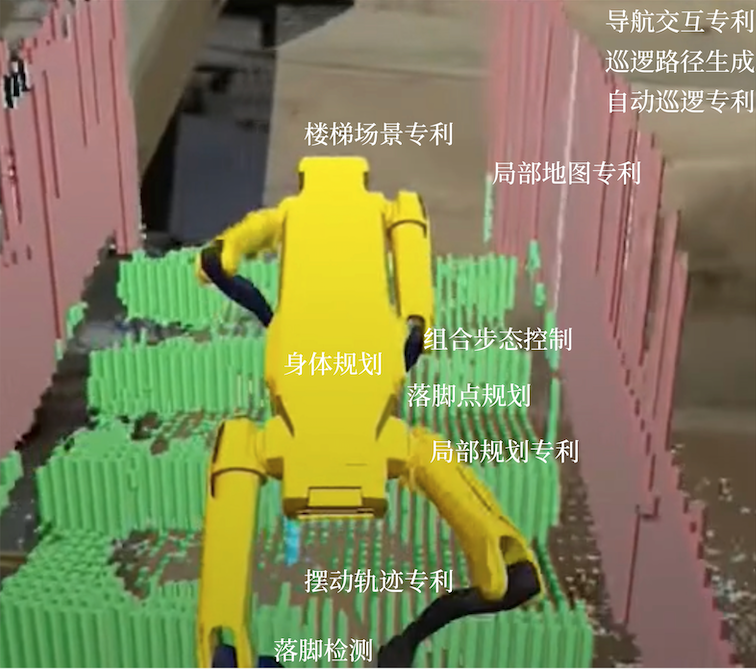 导航交互专利
巡逻路径生成
自动巡逻专利
楼梯场景专利
局部地图专利
组合步态控制
身体规划
落脚点规划
局部规划专利
摆动轨迹专利
落脚检测